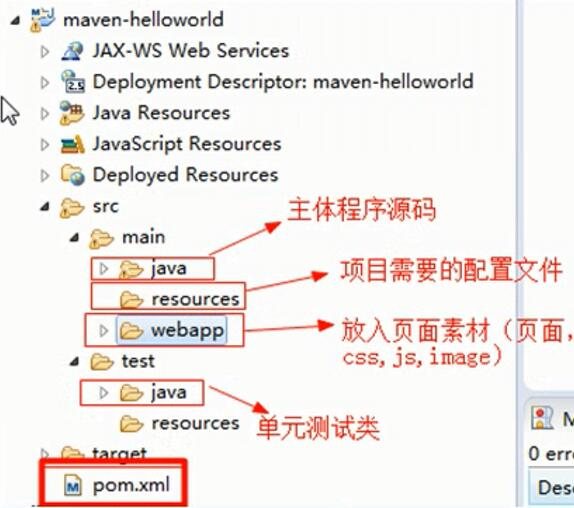 maven-helloworld
JAX-WS Web Services
Deployment Descriptor: maven-helloworld
Java Resources
JavaScript Resources
Deployed Resources
src
主体程序源码
main
java
项目需要的配置文件
resources
webapp
放入页面素材（页面，
css,js,image）
test
java
单元测试类
resources
target
pom.xml
M
0 erro
Desc